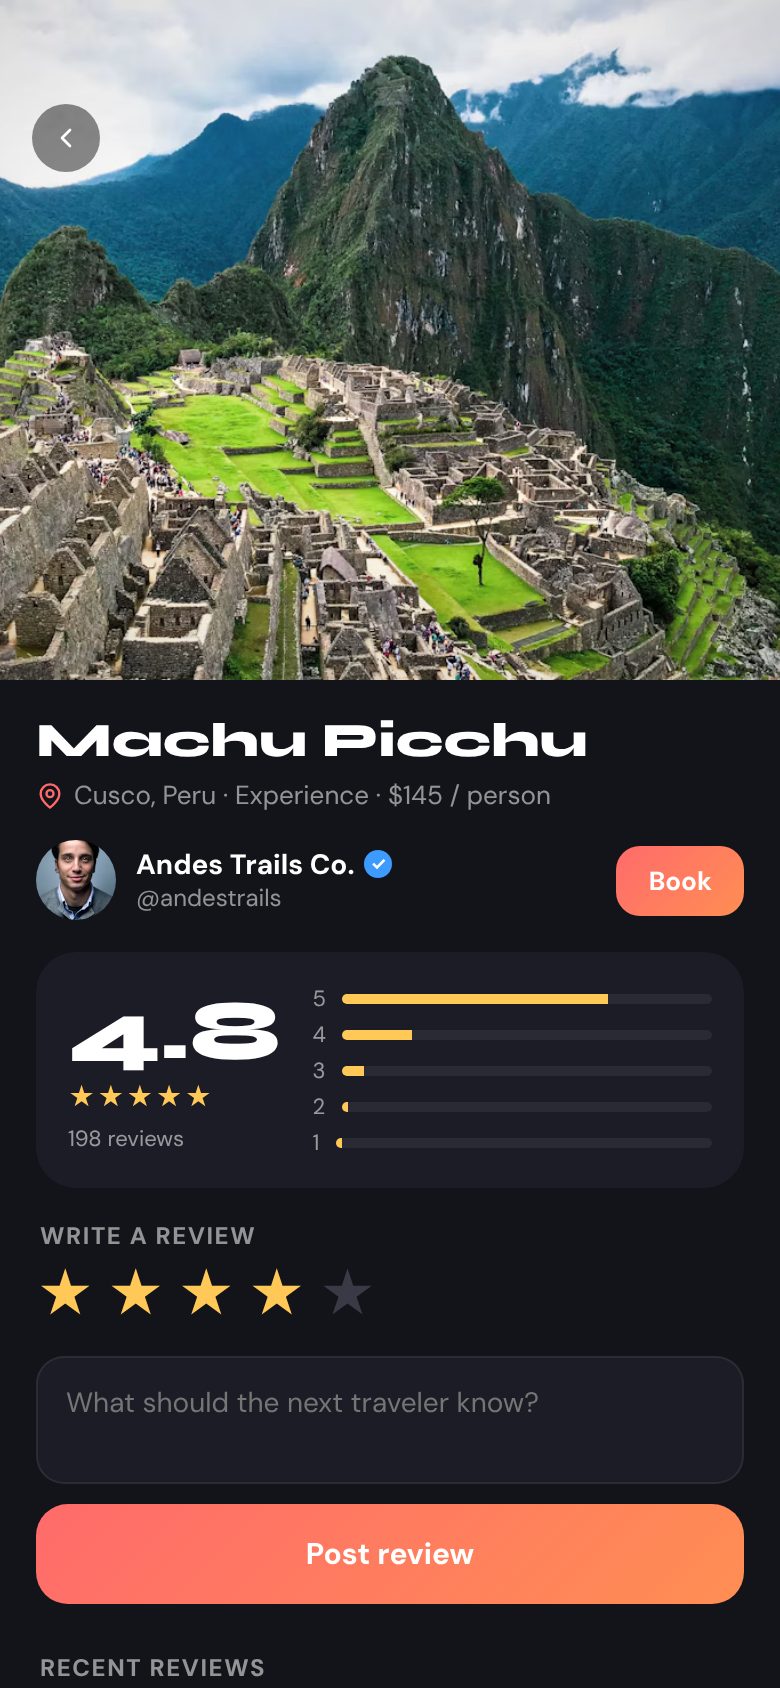 Machu Picchu
Cusco, Peru · Experience · $145 / person
Andes Trails Co.
@andestrails
Book
4.8
★★★★★
198 reviews
5
4
3
2
1
WRITE A REVIEW
What should the next traveler know?
Post review
RECENT REVIEWS